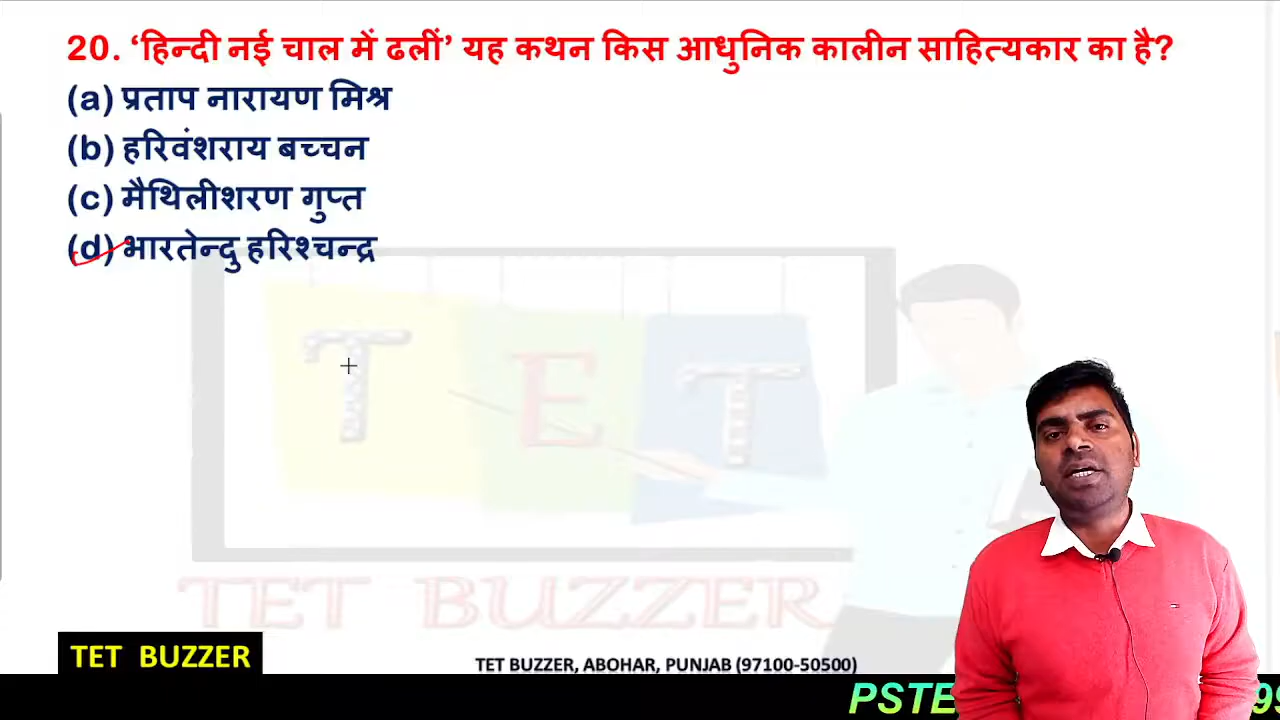 20. ‘हिन्दी नई चाल में ढलीं’ यह कथन किस आधुनिक कालीन साहित्यकार का है?
(a) प्रताप नारायण मिश्र
(b) हरिवंशराय बच्चन
(c) मैथिलीशरण गुप्त
(d) भारतेन्दु हरिश्चन्द्र
T E T
TET BUZZER
TET BUZZER
TET BUZZER, ABOHAR, PUNJAB (97100-50500)
PSTE